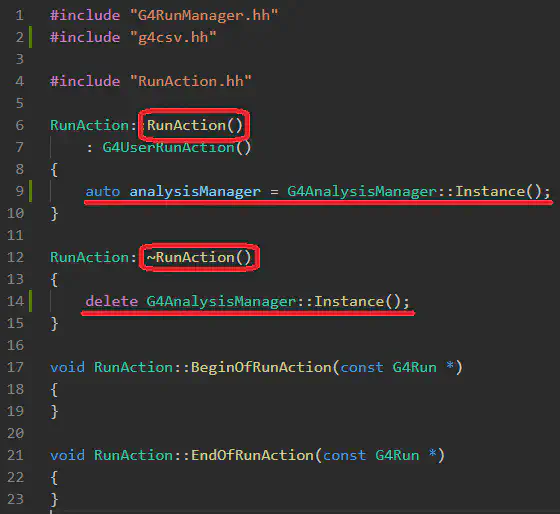 1 #include "G4RunManager.hh"
2 #include "g4csv.hh"
3
4 #include "RunAction.hh"
5
6 RunAction::RunAction()
7 : G4UserRunAction()
8 {
9 auto analysisManager = G4AnalysisManager::Instance();
10 }
11
12 RunAction::~RunAction()
13 {
14 delete G4AnalysisManager::Instance();
15 }
16
17 void RunAction::BeginOfRunAction(const G4Run *)
18 {
19 }
20
21 void RunAction::EndOfRunAction(const G4Run *)
22 {
23 }